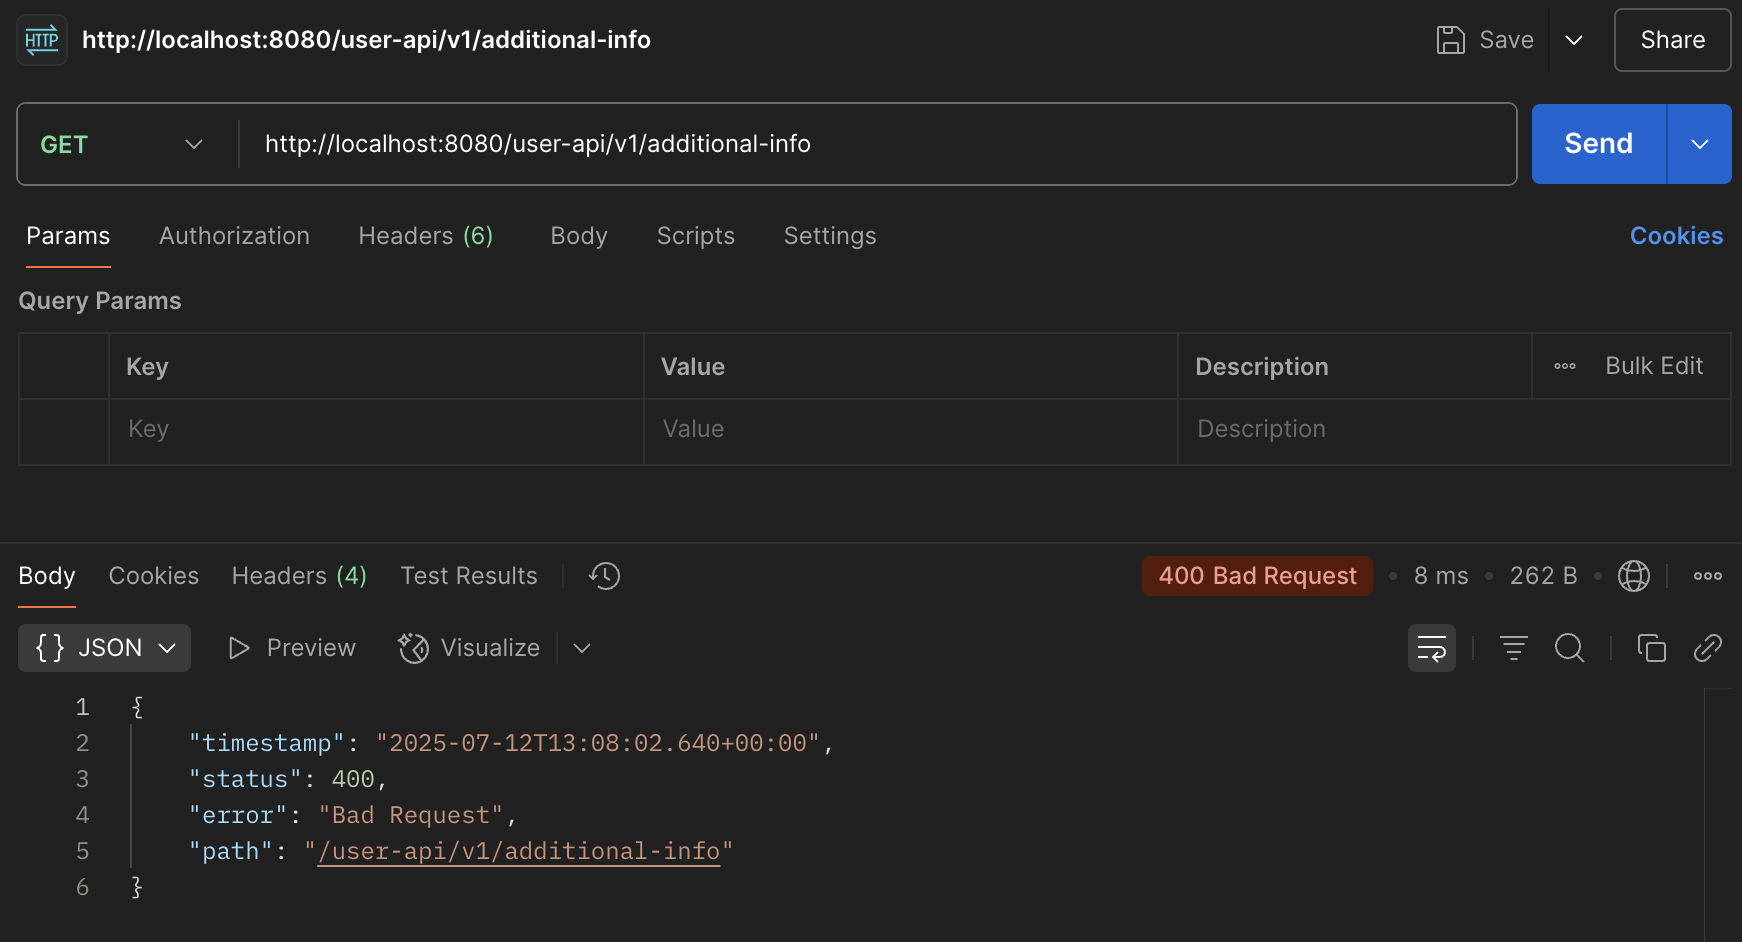 HTTP http://localhost:8080/user-api/v1/additional-info Save Share
GET http://localhost:8080/user-api/v1/additional-info Send
Params Authorization Headers (6) Body Scripts Settings Cookies
Query Params
Key Value Description Bulk Edit
Key Value Description
Body Cookies Headers (4) Test Results 400 Bad Request 8 ms 262 B
{} JSON Preview Visualize
1 {
2 "timestamp": "2025-07-12T13:08:02.640+00:00",
3 "status": 400,
4 "error": "Bad Request",
5 "path": "/user-api/v1/additional-info"
6 }